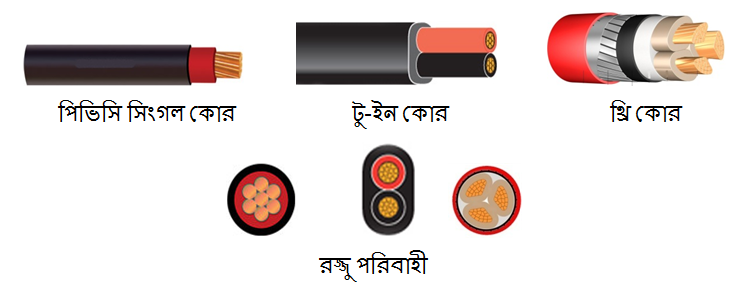 পিভিসি সিংগল কোর
টু-ইন কোর
থ্রি কোর
রজ্জু পরিবাহী